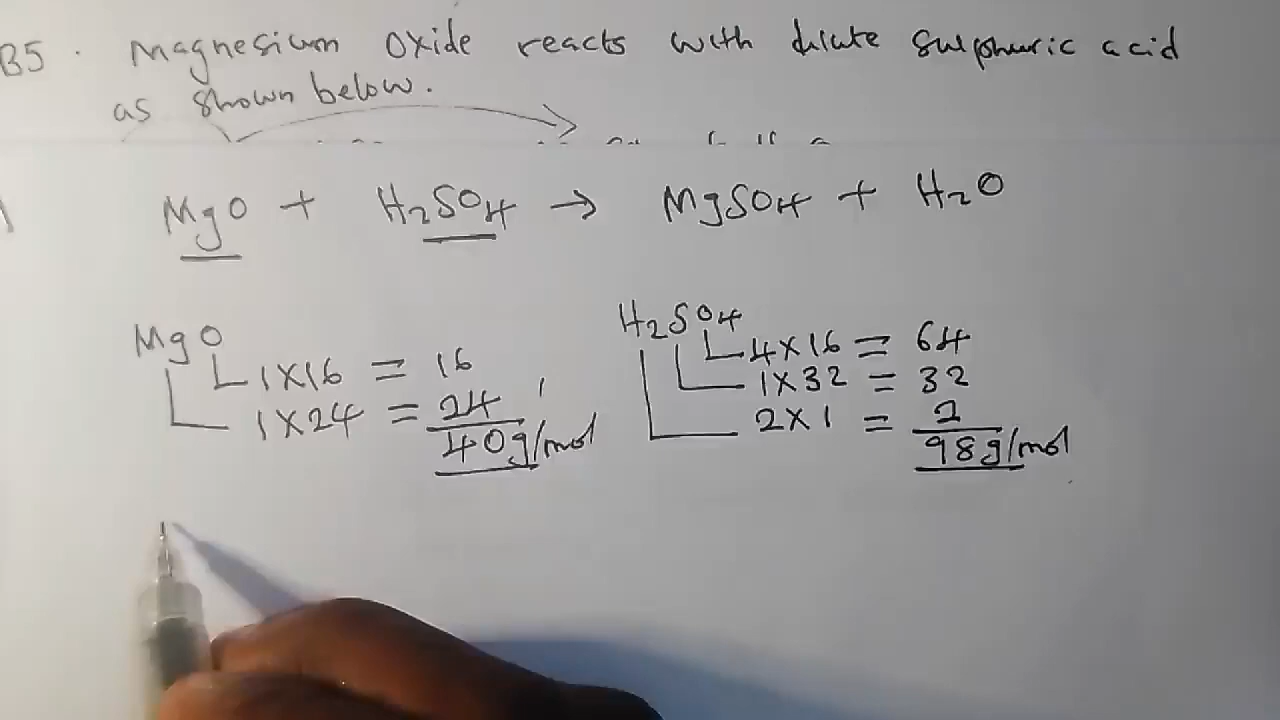 B5. Magnesium Oxide reacts with dilute sulphuric acid
as shown below.
MgO + H2SO4 → MgSO4 + H2O
MgO
1X16 = 16
1X24 = 24
40g/mol
H2SO4
4X16 = 64
1X32 = 32
2X1 = 2
98g/mol